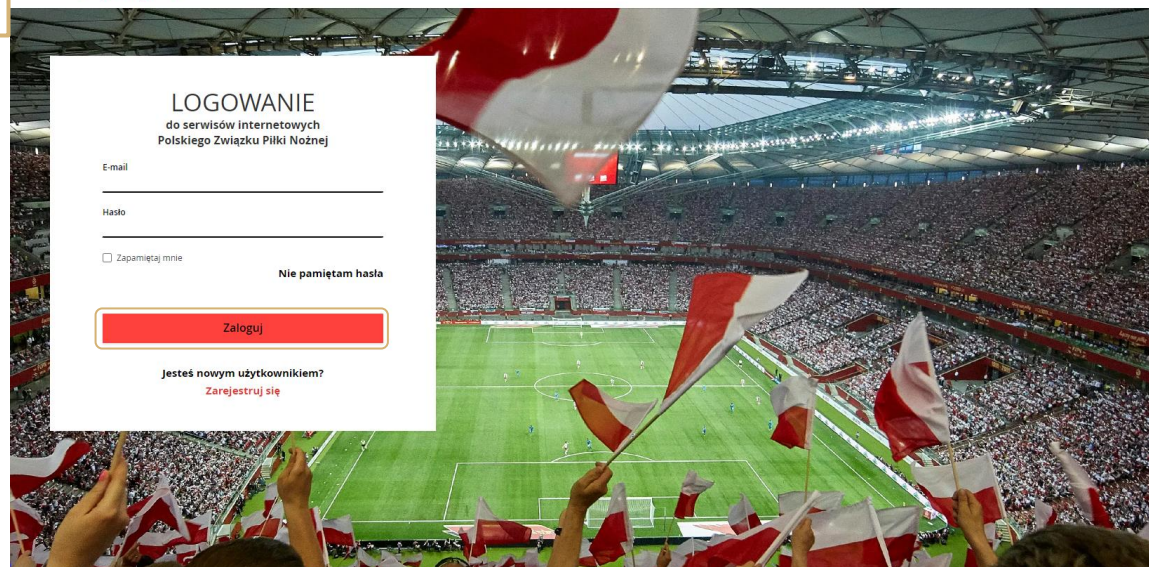 LOGOWANIE
do serwisów internetowych
Polskiego Związku Piłki Nożnej
E-mail
Hasło
Zapamiętaj mnie
Nie pamiętam hasła
Zaloguj
Jesteś nowym użytkownikiem?
Zarejestruj się